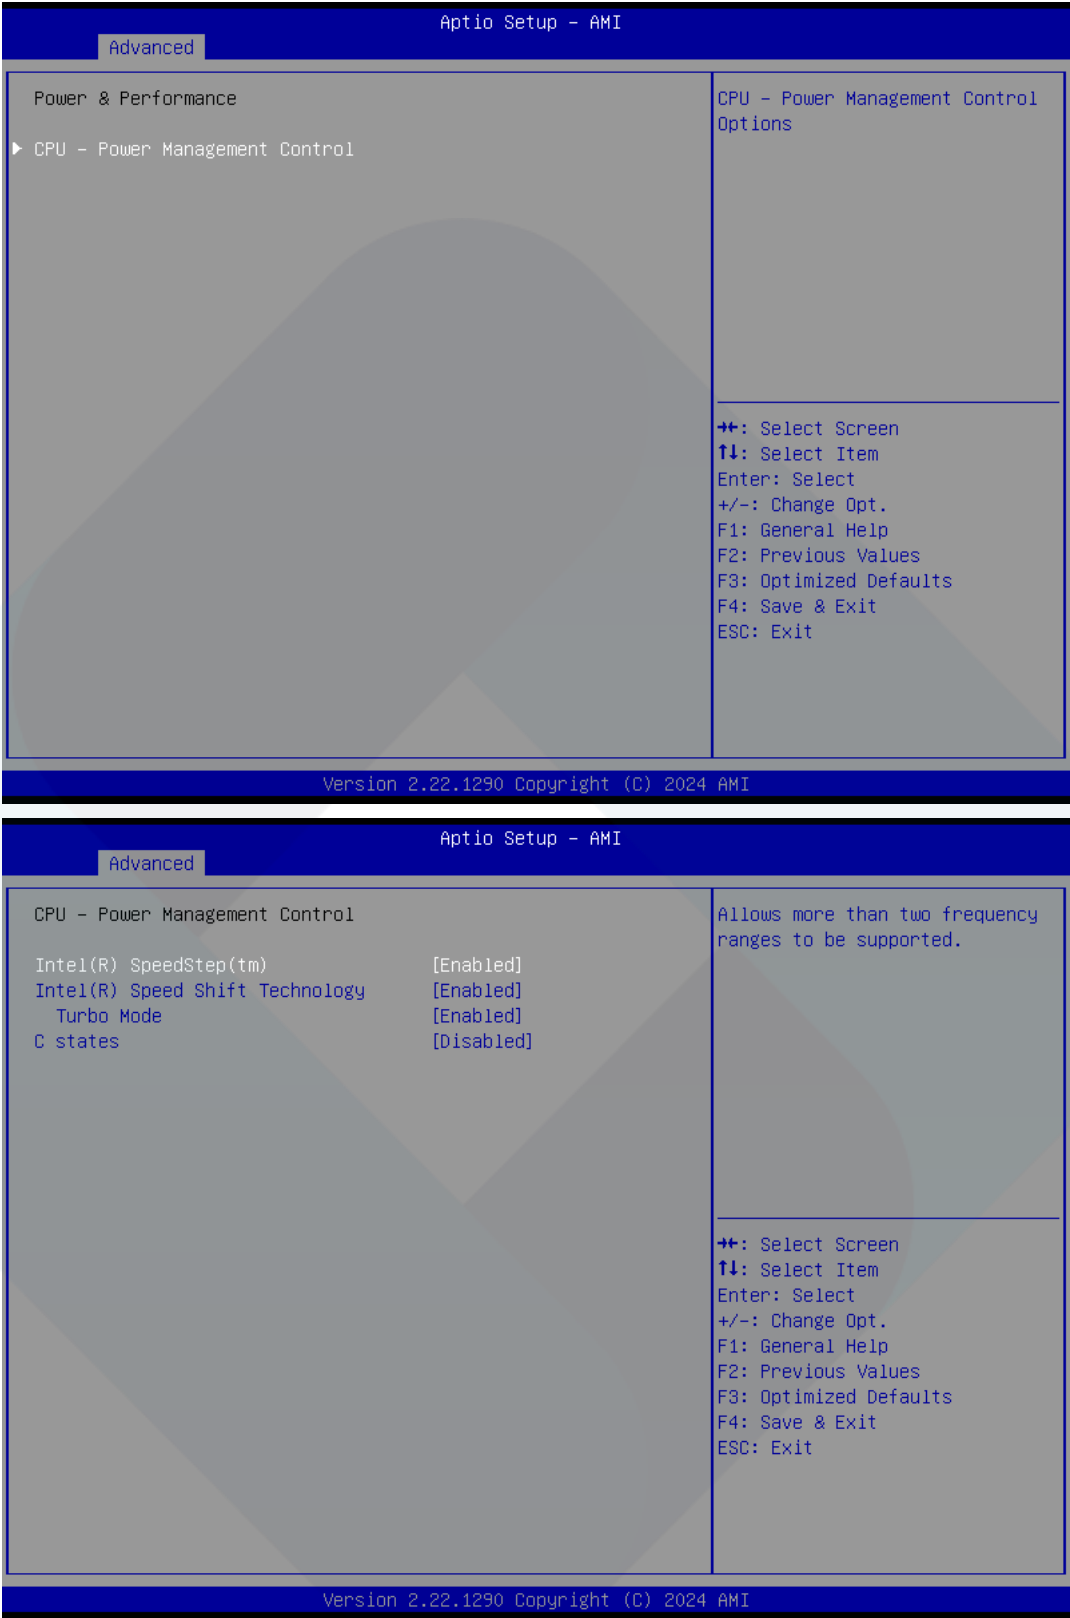 Aptio Setup – AMI
Advanced
Power & Performance
CPU – Power Management Control
CPU – Power Management Control
Options
→←: Select Screen
↑↓: Select Item
Enter: Select
+/-: Change Opt.
F1: General Help
F2: Previous Values
F3: Optimized Defaults
F4: Save & Exit
ESC: Exit
Version 2.22.1290 Copyright (C) 2024 AMI
Aptio Setup – AMI
Advanced
CPU – Power Management Control
Intel(R) SpeedStep(tm) [Enabled]
Intel(R) Speed Shift Technology [Enabled]
Turbo Mode [Enabled]
C states [Disabled]
Allows more than two frequency
ranges to be supported.
→←: Select Screen
↑↓: Select Item
Enter: Select
+/-: Change Opt.
F1: General Help
F2: Previous Values
F3: Optimized Defaults
F4: Save & Exit
ESC: Exit
Version 2.22.1290 Copyright (C) 2024 AMI